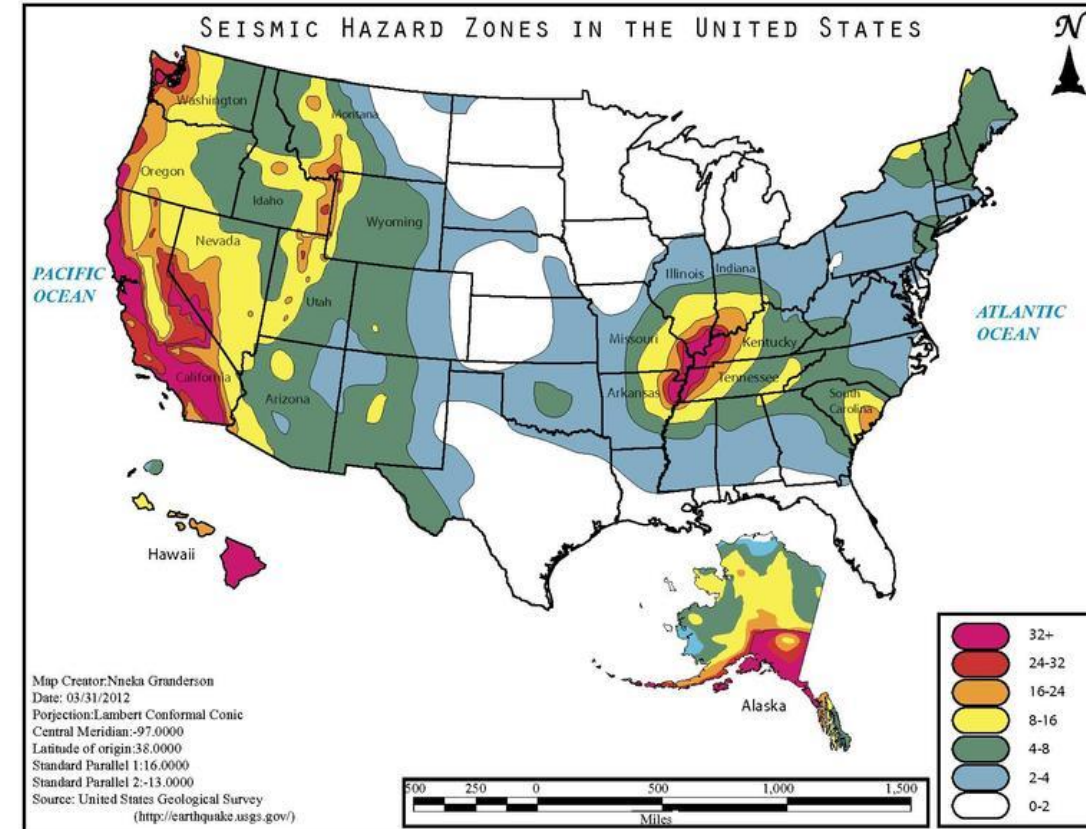 SEISMIC HAZARD ZONES IN THE UNITED STATES
N
Washington
Montana
Oregon
Idaho
Wyoming
Nevada
PACIFIC
OCEAN
Utah
California
Arizona
Illinois
Indiana
Missouri
Kentucky
Arkansas
Tennessee
South
Carolina
ATLANTIC
OCEAN
Hawaii
Alaska
Map Creator:Nneka Granderson
Date: 03/31/2012
Porjection:Lambert Conformal Conic
Central Meridian:-97.0000
Latitude of origin:38.0000
Standard Parallel 1:16.0000
Standard Parallel 2:-13.0000
Source: United States Geological Survey
(http://earthquake.usgs.gov/)
500 250 0 500 1,000 1,500
Miles
32+
24-32
16-24
8-16
4-8
2-4
0-2